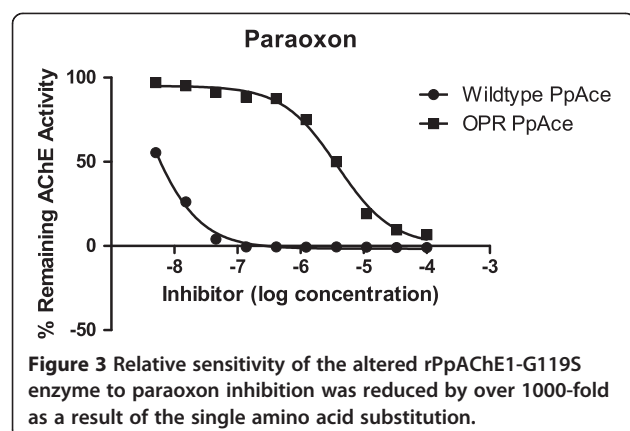 Paraoxon
% Remaining AChE Activity
100
50
0
-50
-8
-7
-6
-5
-4
-3
Inhibitor (log concentration)
Wildtype PpAce
OPR PpAce
Figure 3 Relative sensitivity of the altered rPpAChE1-G119S
enzyme to paraoxon inhibition was reduced by over 1000-fold
as a result of the single amino acid substitution.